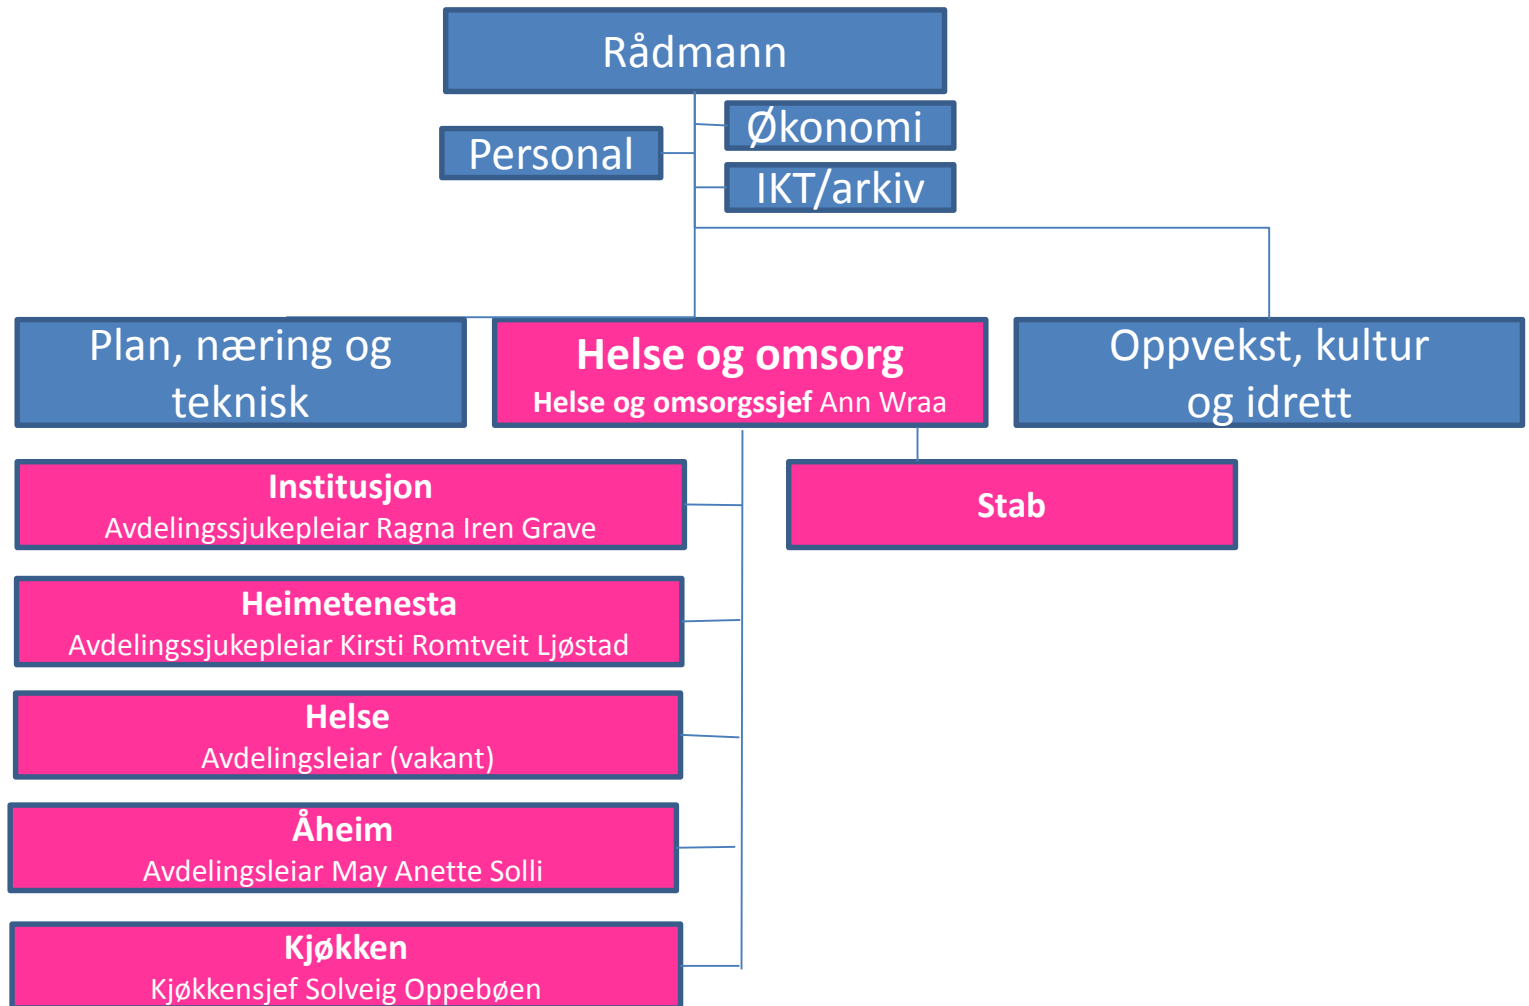 Rådmann
Økonomi
Personal
IKT/arkiv
Plan, næring og
teknisk
Helse og omsorg
Helse og omsorgssjef Ann Wraa
Oppvekst, kultur
og idrett
Institusjon
Avdelingssjukepleiar Ragna Iren Grave
Stab
Heimetenesta
Avdelingssjukepleiar Kirsti Romtveit Ljøstad
Helse
Avdelingsleiar (vakant)
Åheim
Avdelingsleiar May Anette Solli
Kjøkken
Kjøkkensjef Solveig Oppebøen